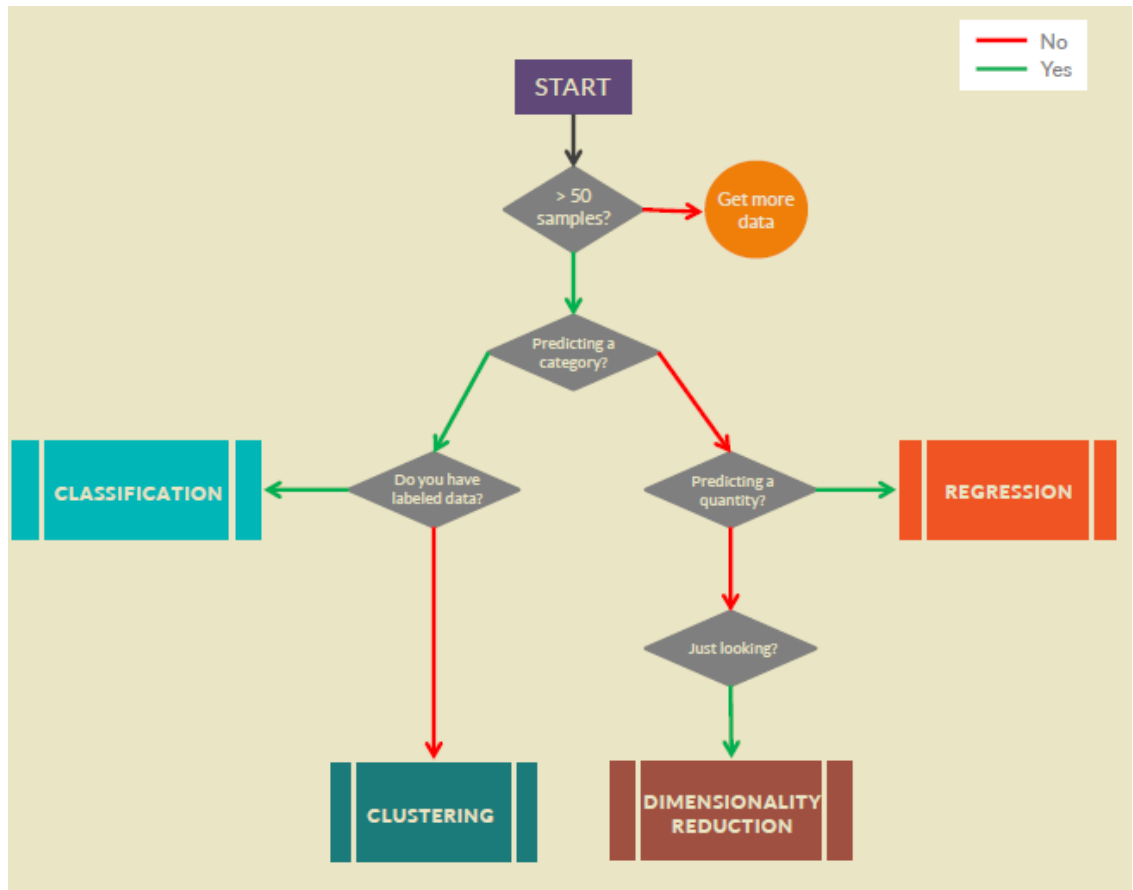 No
Yes
START
> 50
samples?
Get more
data
Predicting a
category?
CLASSIFICATION
Do you have
labeled data?
Predicting a
quantity?
REGRESSION
Just looking?
CLUSTERING
DIMENSIONALITY
REDUCTION